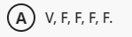 A V, F, F, F, F.